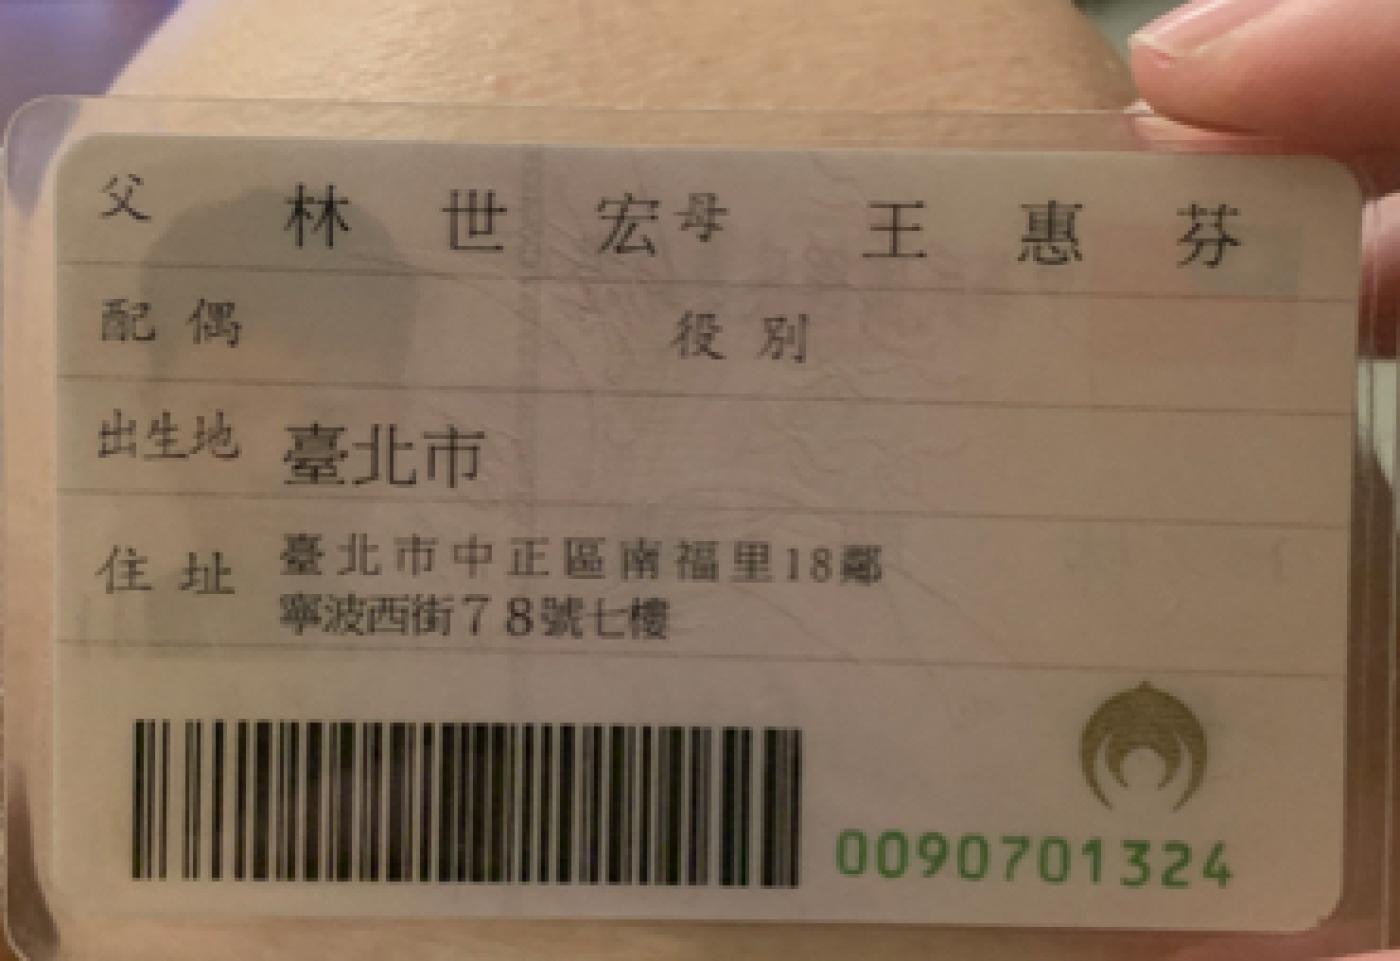 父 林世宏 母 王惠芬
配偶 役別
出生地 臺北市
住址 臺北市中正區南福里18鄰
寧波西街78號七樓
0090701324